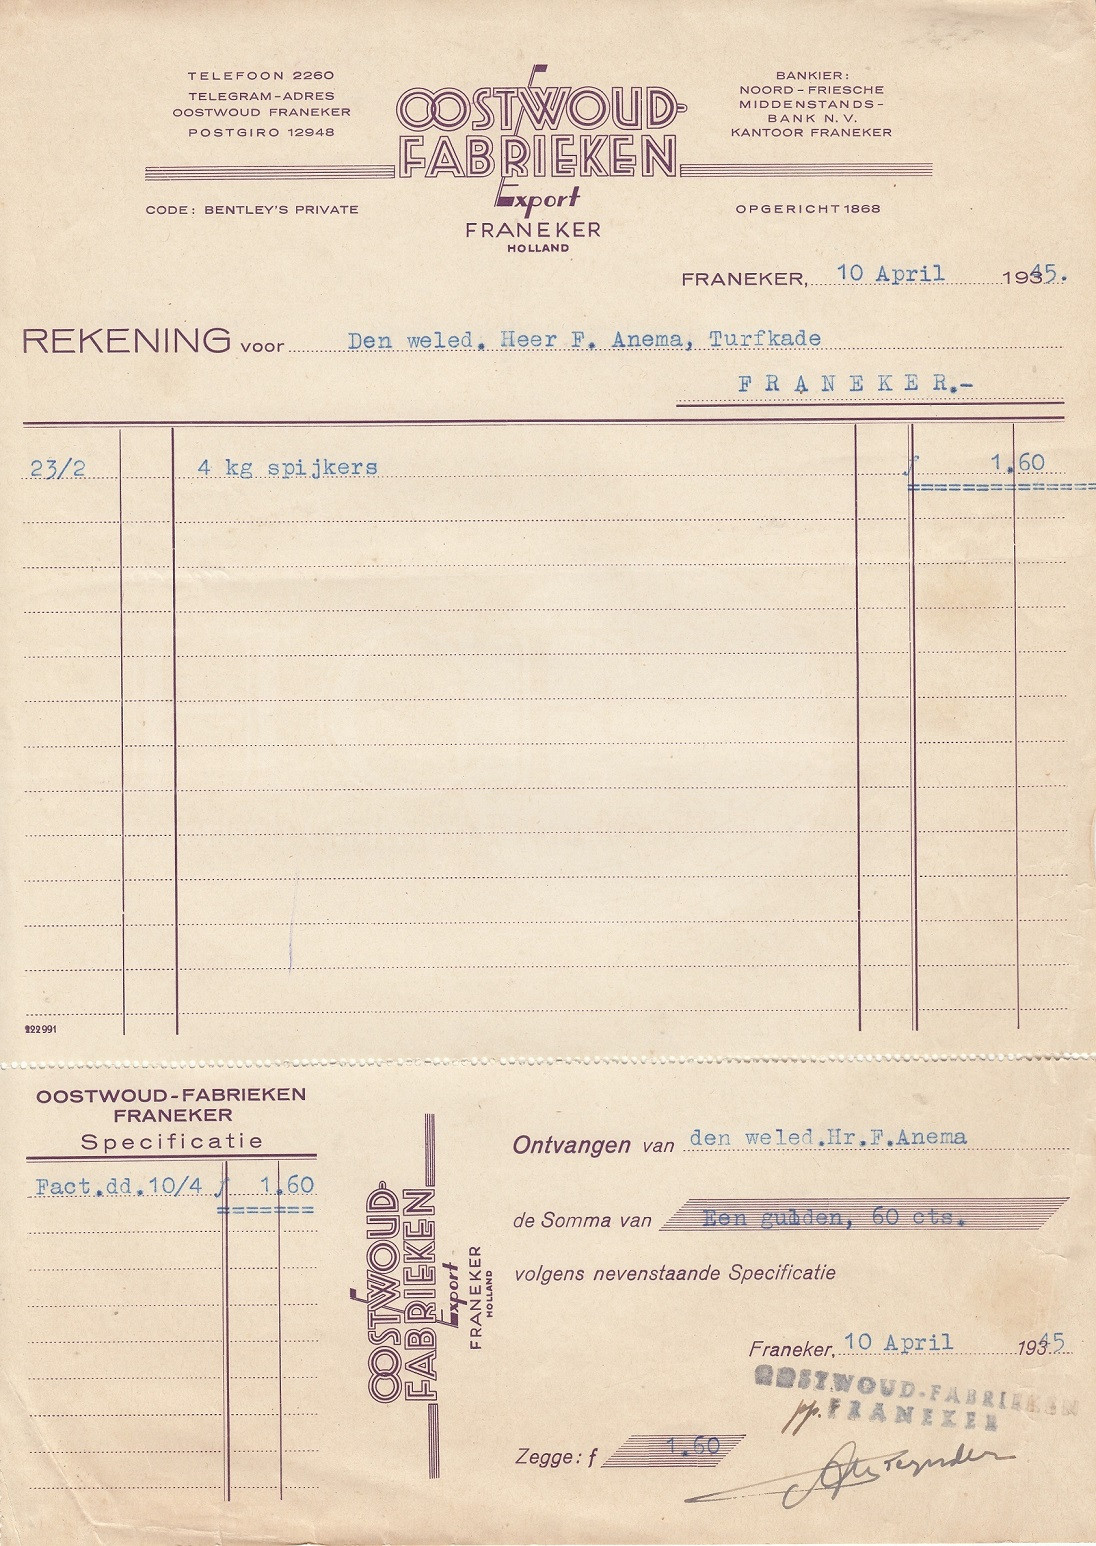 TELEFOON 2260
TELEGRAM-ADRES
OOSTWOUD FRANEKER
POSTGIRO 12948
CODE: BENTLEY'S PRIVATE
OOSTWOUD-
FABRIEKEN
Export
FRANEKER
HOLLAND
BANKIER:
NOORD-FRIESCHE
MIDDENSTANDS-
BANK N.V.
KANTOOR FRANEKER
OPGERICHT 1868
FRANEKER, 10 April 1945.
REKENING voor Den weled. Heer F. Anema, Turfkade
FRANEKER.-
23/2 4 kg spijkers f 1.60
222991
OOSTWOUD-FABRIEKEN
FRANEKER
Specificatie
Fact.dd.10/4 f 1.60
OOSTWOUD-
FABRIEKEN
Export
FRANEKER
HOLLAND
Ontvangen van den weled.Hr.F.Anema
de Somma van Een gulden, 60 cts.
volgens nevenstaande Specificatie
Franeker, 10 April 1945
OOSTWOUD-FABRIEKEN
pp. FRANEKER
Zegge: f 1.60